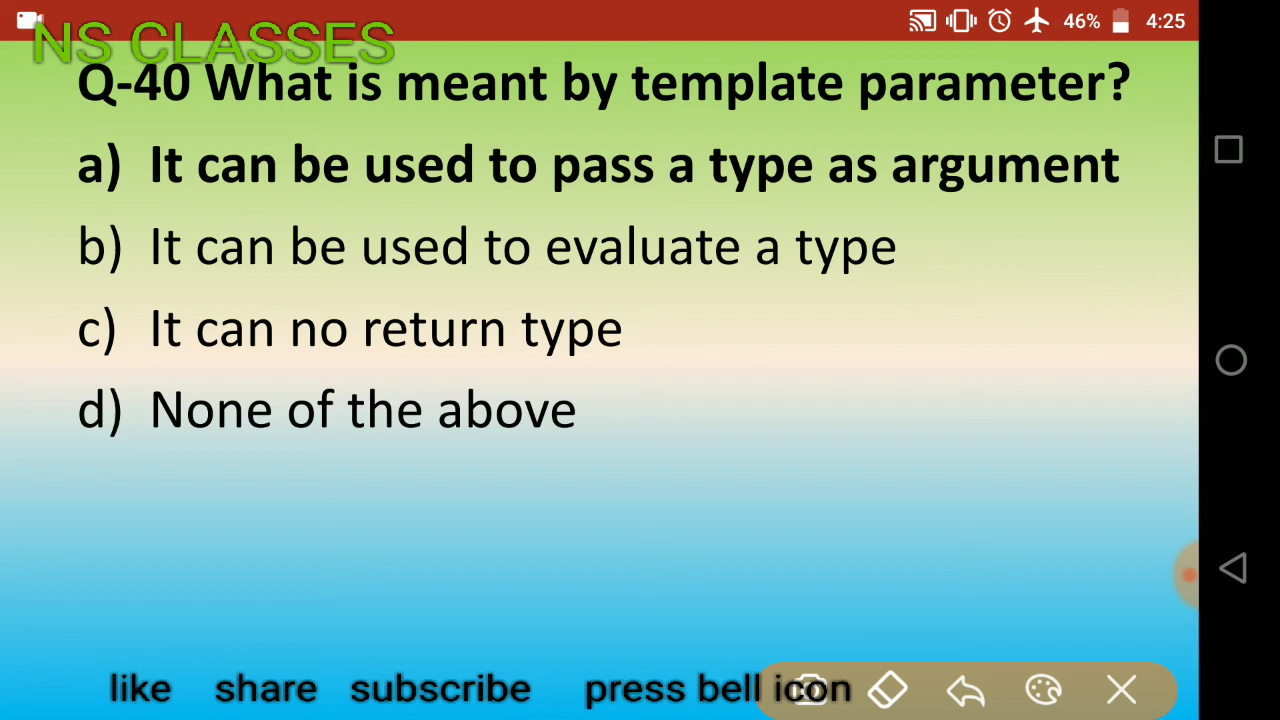 NS CLASSES
46% 4:25
Q-40 What is meant by template parameter?
a) It can be used to pass a type as argument
b) It can be used to evaluate a type
c) It can no return type
d) None of the above
like share subscribe press bell icon